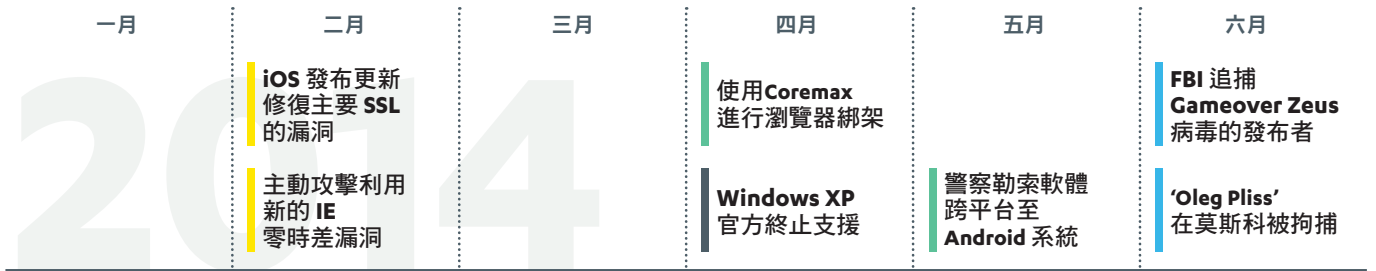 一月
二月
三月
四月
五月
六月
2014
iOS 發布更新
修復主要 SSL
的漏洞
主動攻擊利用
新的 IE
零時差漏洞
使用Coremax
進行瀏覽器綁架
Windows XP
官方終止支援
警察勒索軟體
跨平台至
Android 系統
FBI 追捕
Gameover Zeus
病毒的發布者
‘Oleg Pliss’
在莫斯科被拘捕